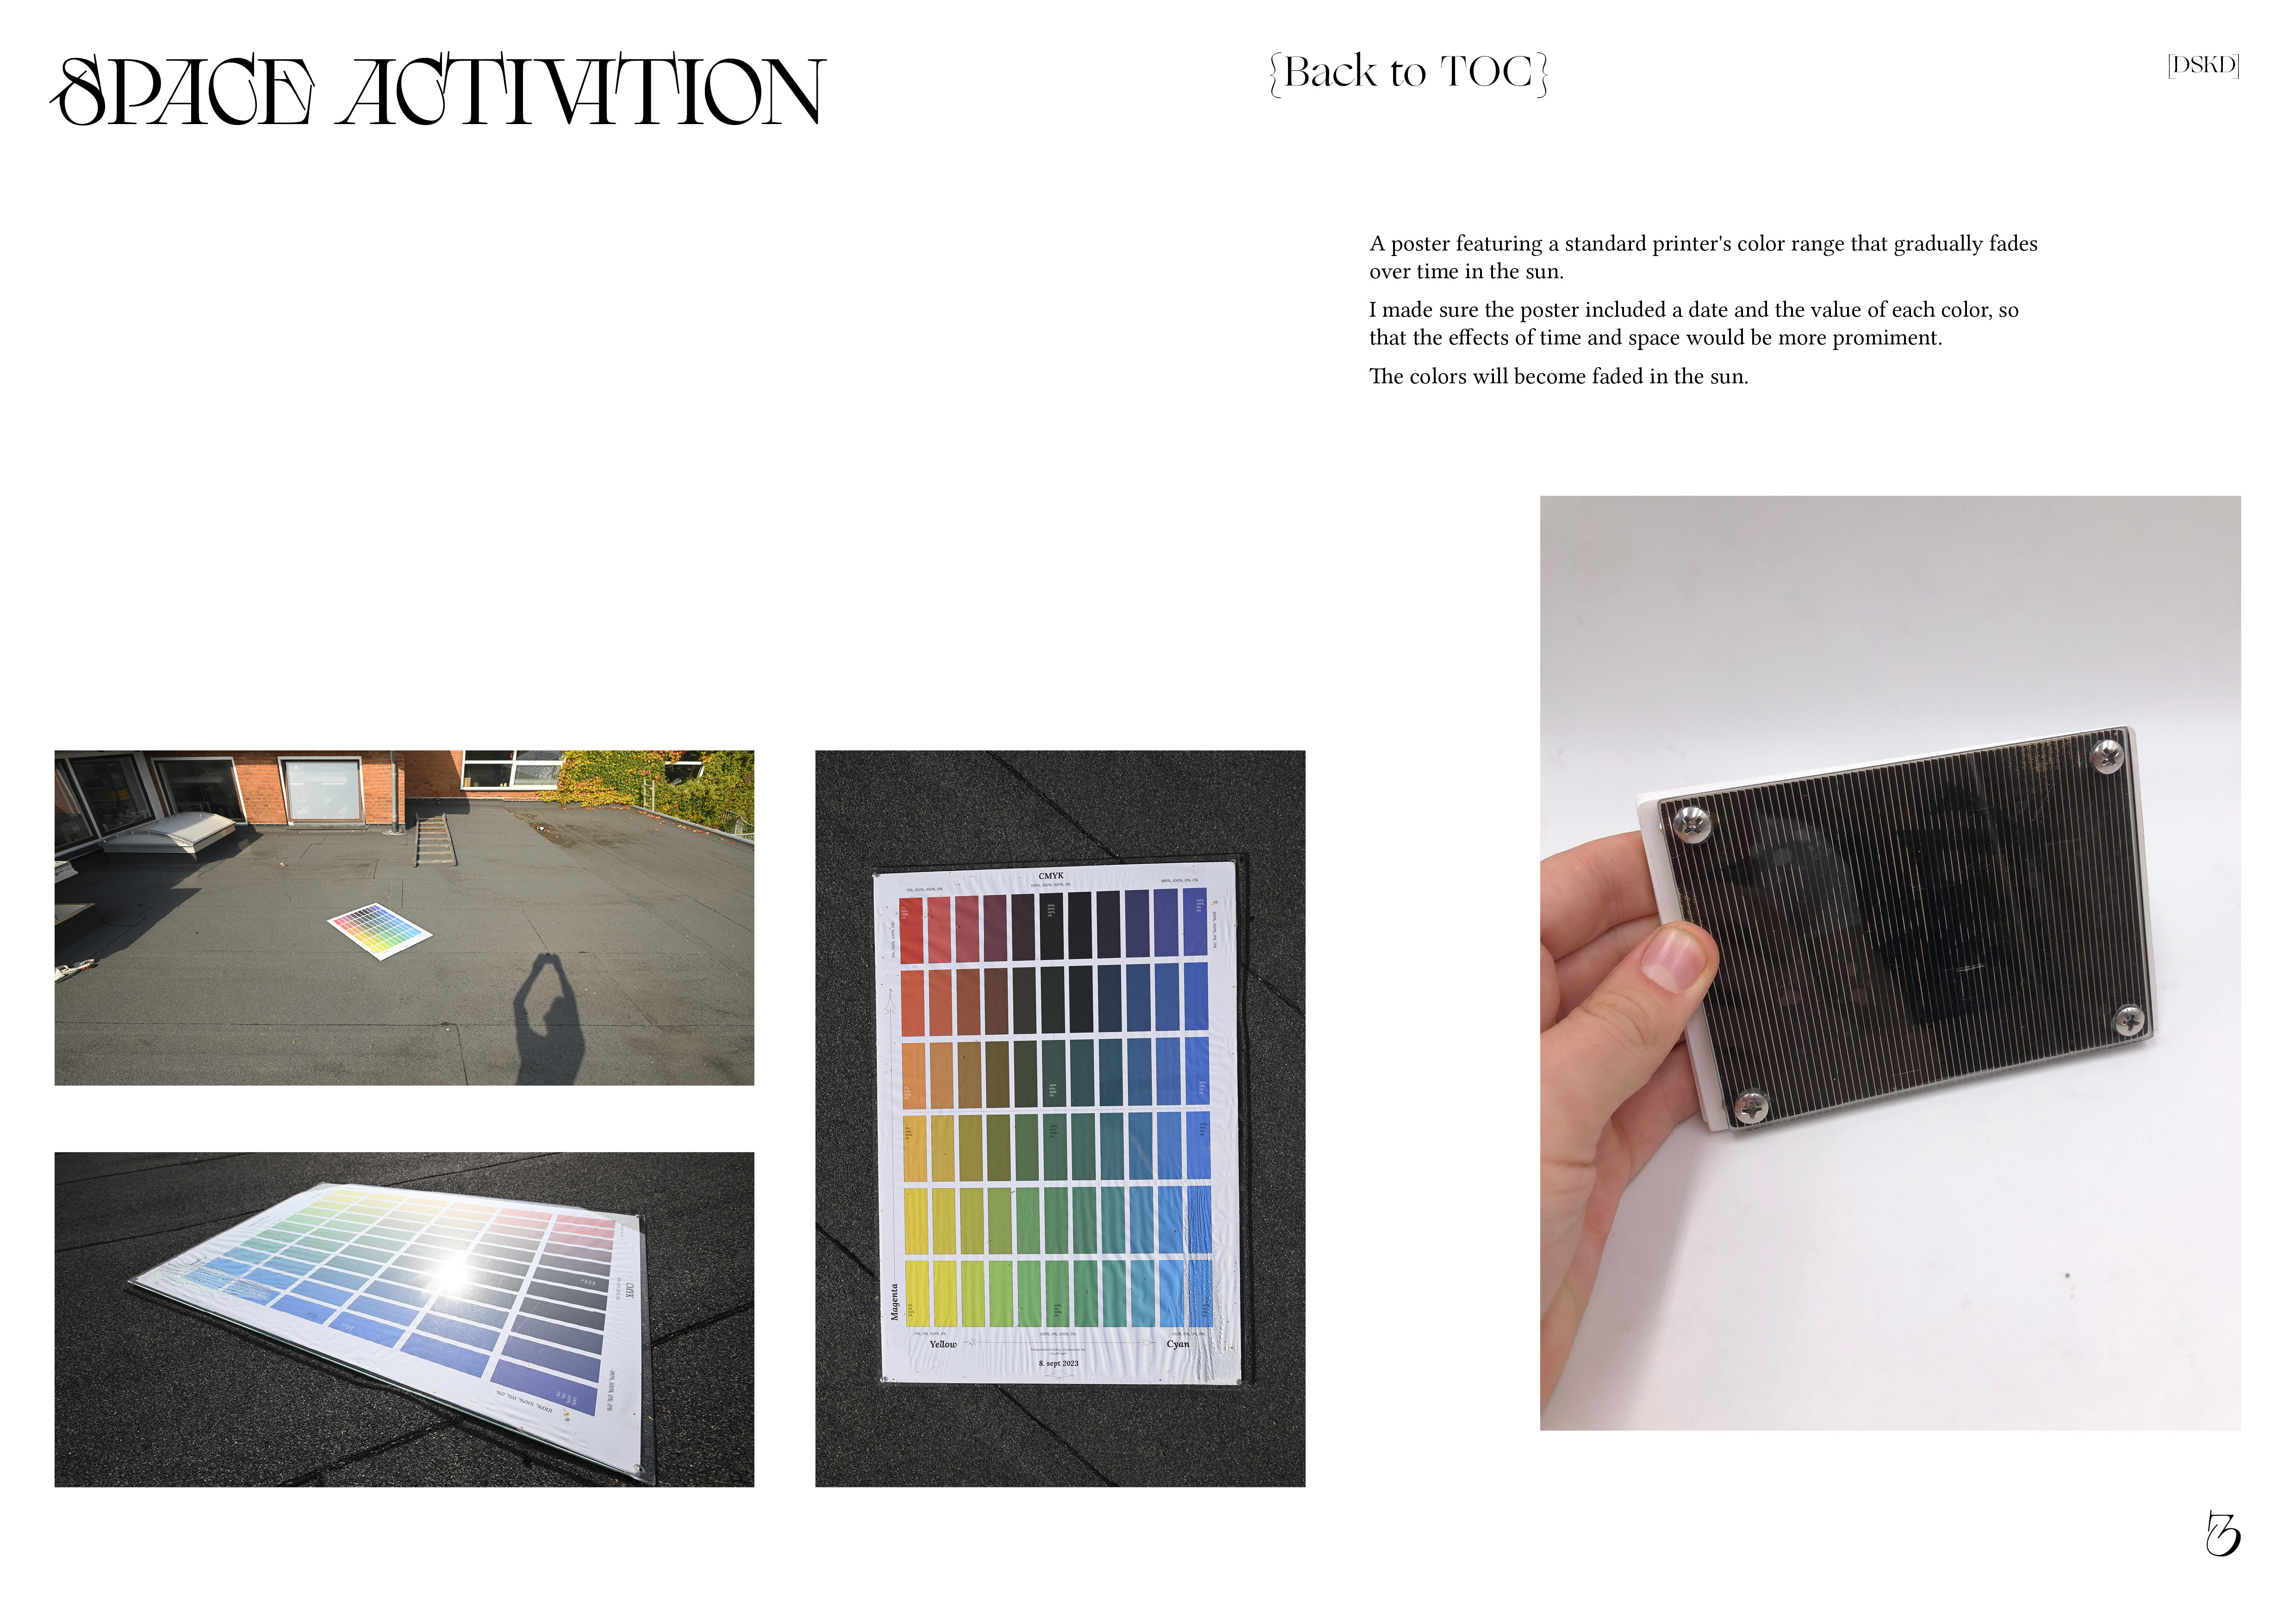 SPACE ACTIVATION
{Back to TOC}
[DSKD]
A poster featuring a standard printer's color range that gradually fades
over time in the sun.
I made sure the poster included a date and the value of each color, so
that the effects of time and space would be more promiment.
The colors will become faded in the sun.
CMYK
Magenta
Yellow
Cyan
8. sept 2023
CMYK
3